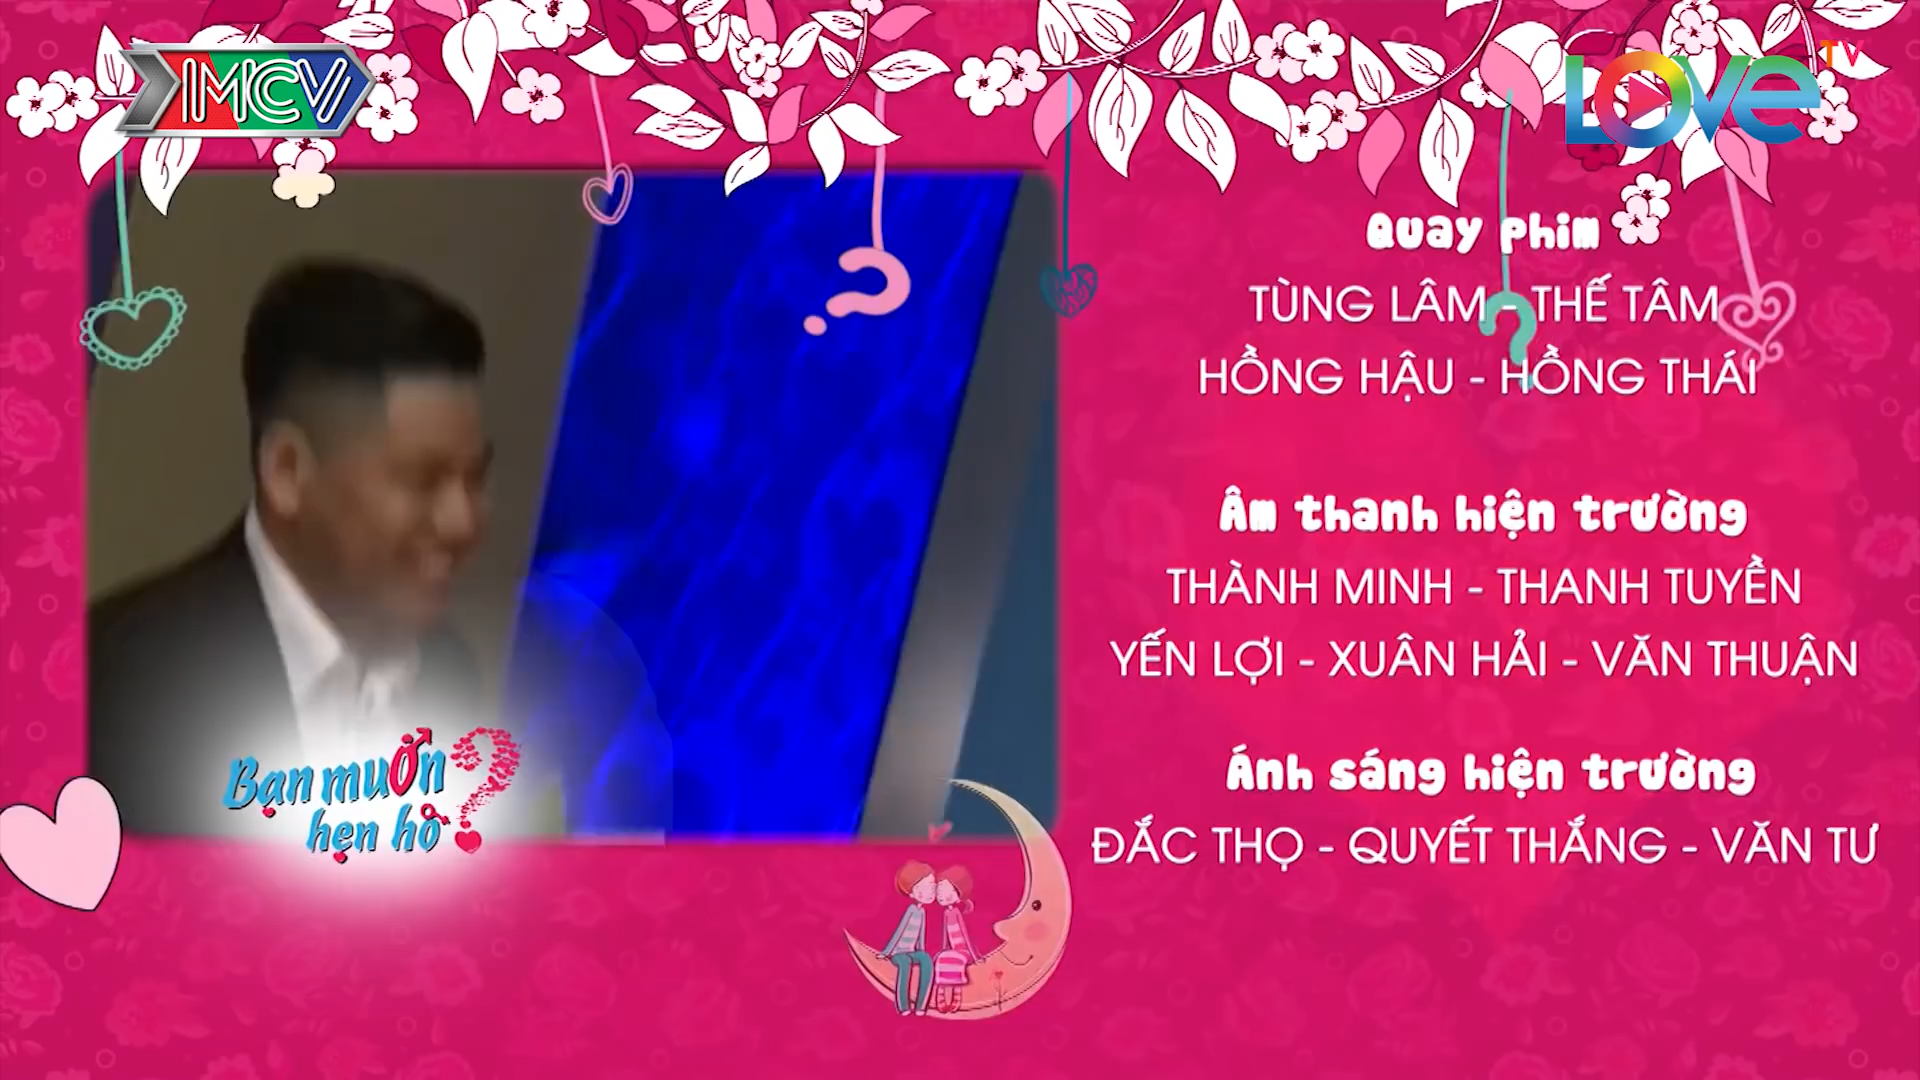 MCV
LOVE TV
Quay phim
TÙNG LÂM - THẾ TÂM
HỒNG HẬU - HỒNG THÁI
Âm thanh hiện trường
THÀNH MINH - THANH TUYỀN
YẾN LỢI - XUÂN HẢI - VĂN THUẬN
Ánh sáng hiện trường
ĐẮC THỌ - QUYẾT THẮNG - VĂN TƯ
Bạn muốn
hẹn hò?